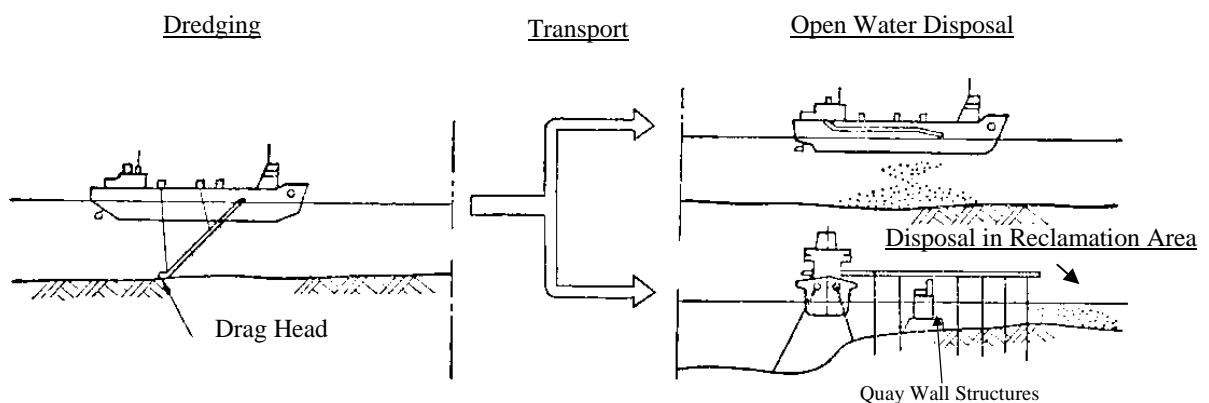 Dredging
Transport
Open Water Disposal
Disposal in Reclamation Area
Drag Head
Quay Wall Structures